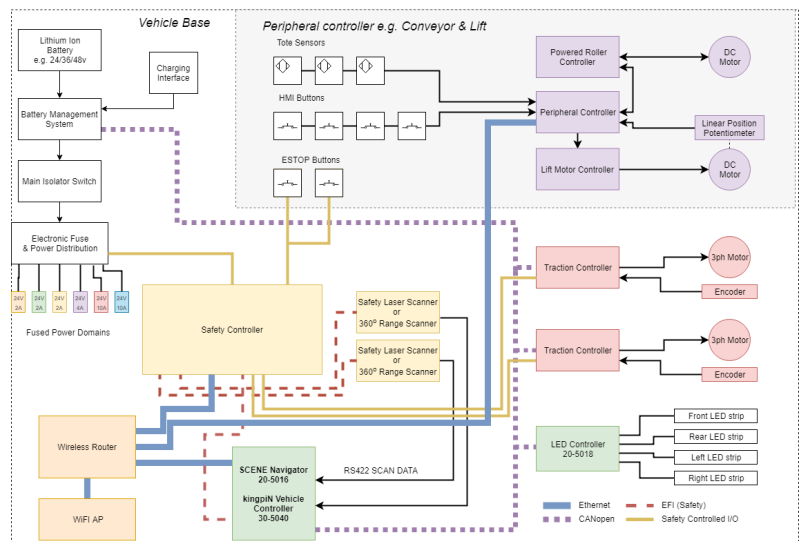 Vehicle Base
Peripheral controller e.g. Conveyor & Lift
Lithium Ion
Battery
e.g. 24/36/48v
Charging
Interface
Battery Management
System
Main Isolator Switch
Electronic Fuse
& Power Distribution
24V
2A
24V
2A
24V
2A
24V
4A
24V
10A
24V
10A
Fused Power Domains
Tote Sensors
HMI Buttons
ESTOP Buttons
Powered Roller
Controller
DC
Motor
Peripheral Controller
Linear Position
Potentiometer
Lift Motor Controller
DC
Motor
Safety Controller
Safety Laser Scanner
or
360° Range Scanner
Safety Laser Scanner
or
360° Range Scanner
Traction Controller
3ph Motor
Encoder
Traction Controller
3ph Motor
Encoder
Wireless Router
WiFI AP
SCENE Navigator
20-5016
kingpiN Vehicle
Controller
30-5040
RS422 SCAN DATA
LED Controller
20-5018
Front LED strip
Rear LED strip
Left LED strip
Right LED strip
Ethernet
EFI (Safety)
CANopen
Safety Controlled I/O